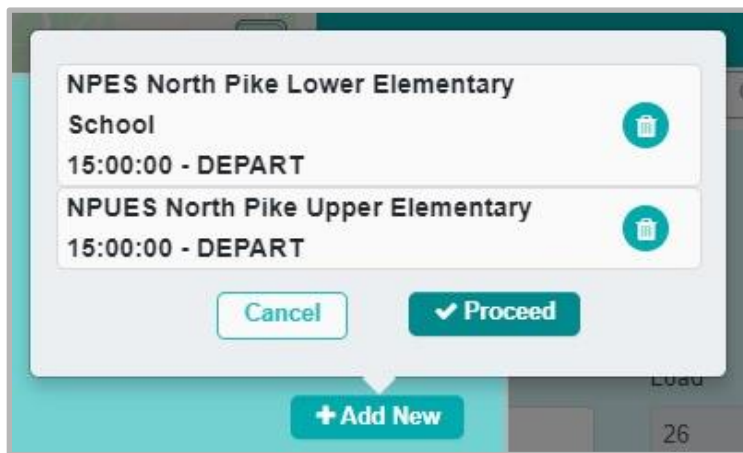 NPES North Pike Lower Elementary
School
15:00:00 - DEPART
NPUES North Pike Upper Elementary
15:00:00 - DEPART
Cancel
Proceed
+ Add New
Load
26